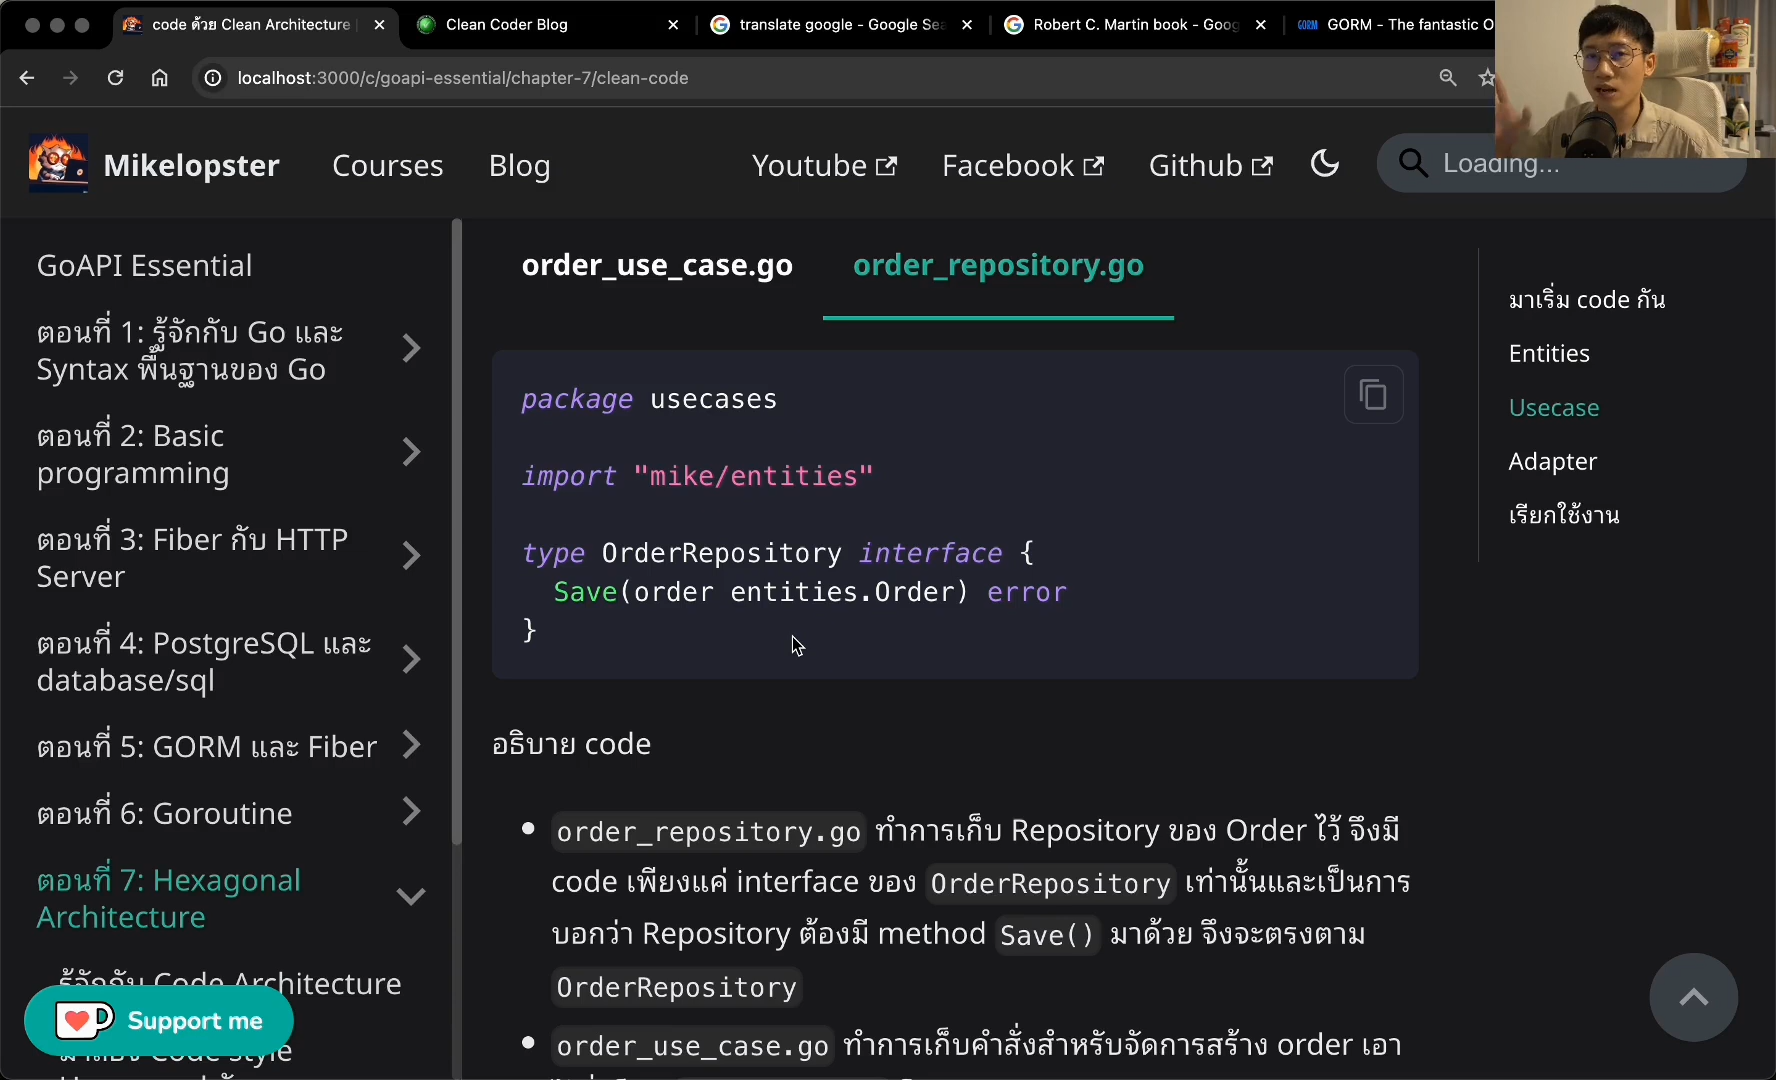 code ด้วย Clean Architecture
Clean Coder Blog
translate google - Google Sea
Robert C. Martin book - Goog
GORM
GORM - The fantastic O
localhost:3000/c/goapi-essential/chapter-7/clean-code
Mikelopster
Courses
Blog
Youtube
Facebook
Github
Loading...
GoAPI Essential
ตอนที่ 1: รู้จักกับ Go และ
Syntax พื้นฐานของ Go
ตอนที่ 2: Basic
programming
ตอนที่ 3: Fiber กับ HTTP
Server
ตอนที่ 4: PostgreSQL และ
database/sql
ตอนที่ 5: GORM และ Fiber
ตอนที่ 6: Goroutine
ตอนที่ 7: Hexagonal
Architecture
รู้จักกับ Code Architecture
Code style
Support me
order_use_case.go
order_repository.go
package usecases
import "mike/entities"
type OrderRepository interface {
Save(order entities.Order) error
}
อธิบาย code
order_repository.go ทำการเก็บ Repository ของ Order ไว้ จึงมี
code เพียงแค่ interface ของ OrderRepository เท่านั้นและเป็นการ
บอกว่า Repository ต้องมี method Save() มาด้วย จึงจะตรงตาม
OrderRepository
order_use_case.go ทำการเก็บคำสั่งสำหรับจัดการสร้าง order เอา
มาเริ่ม code กัน
Entities
Usecase
Adapter
เรียกใช้งาน